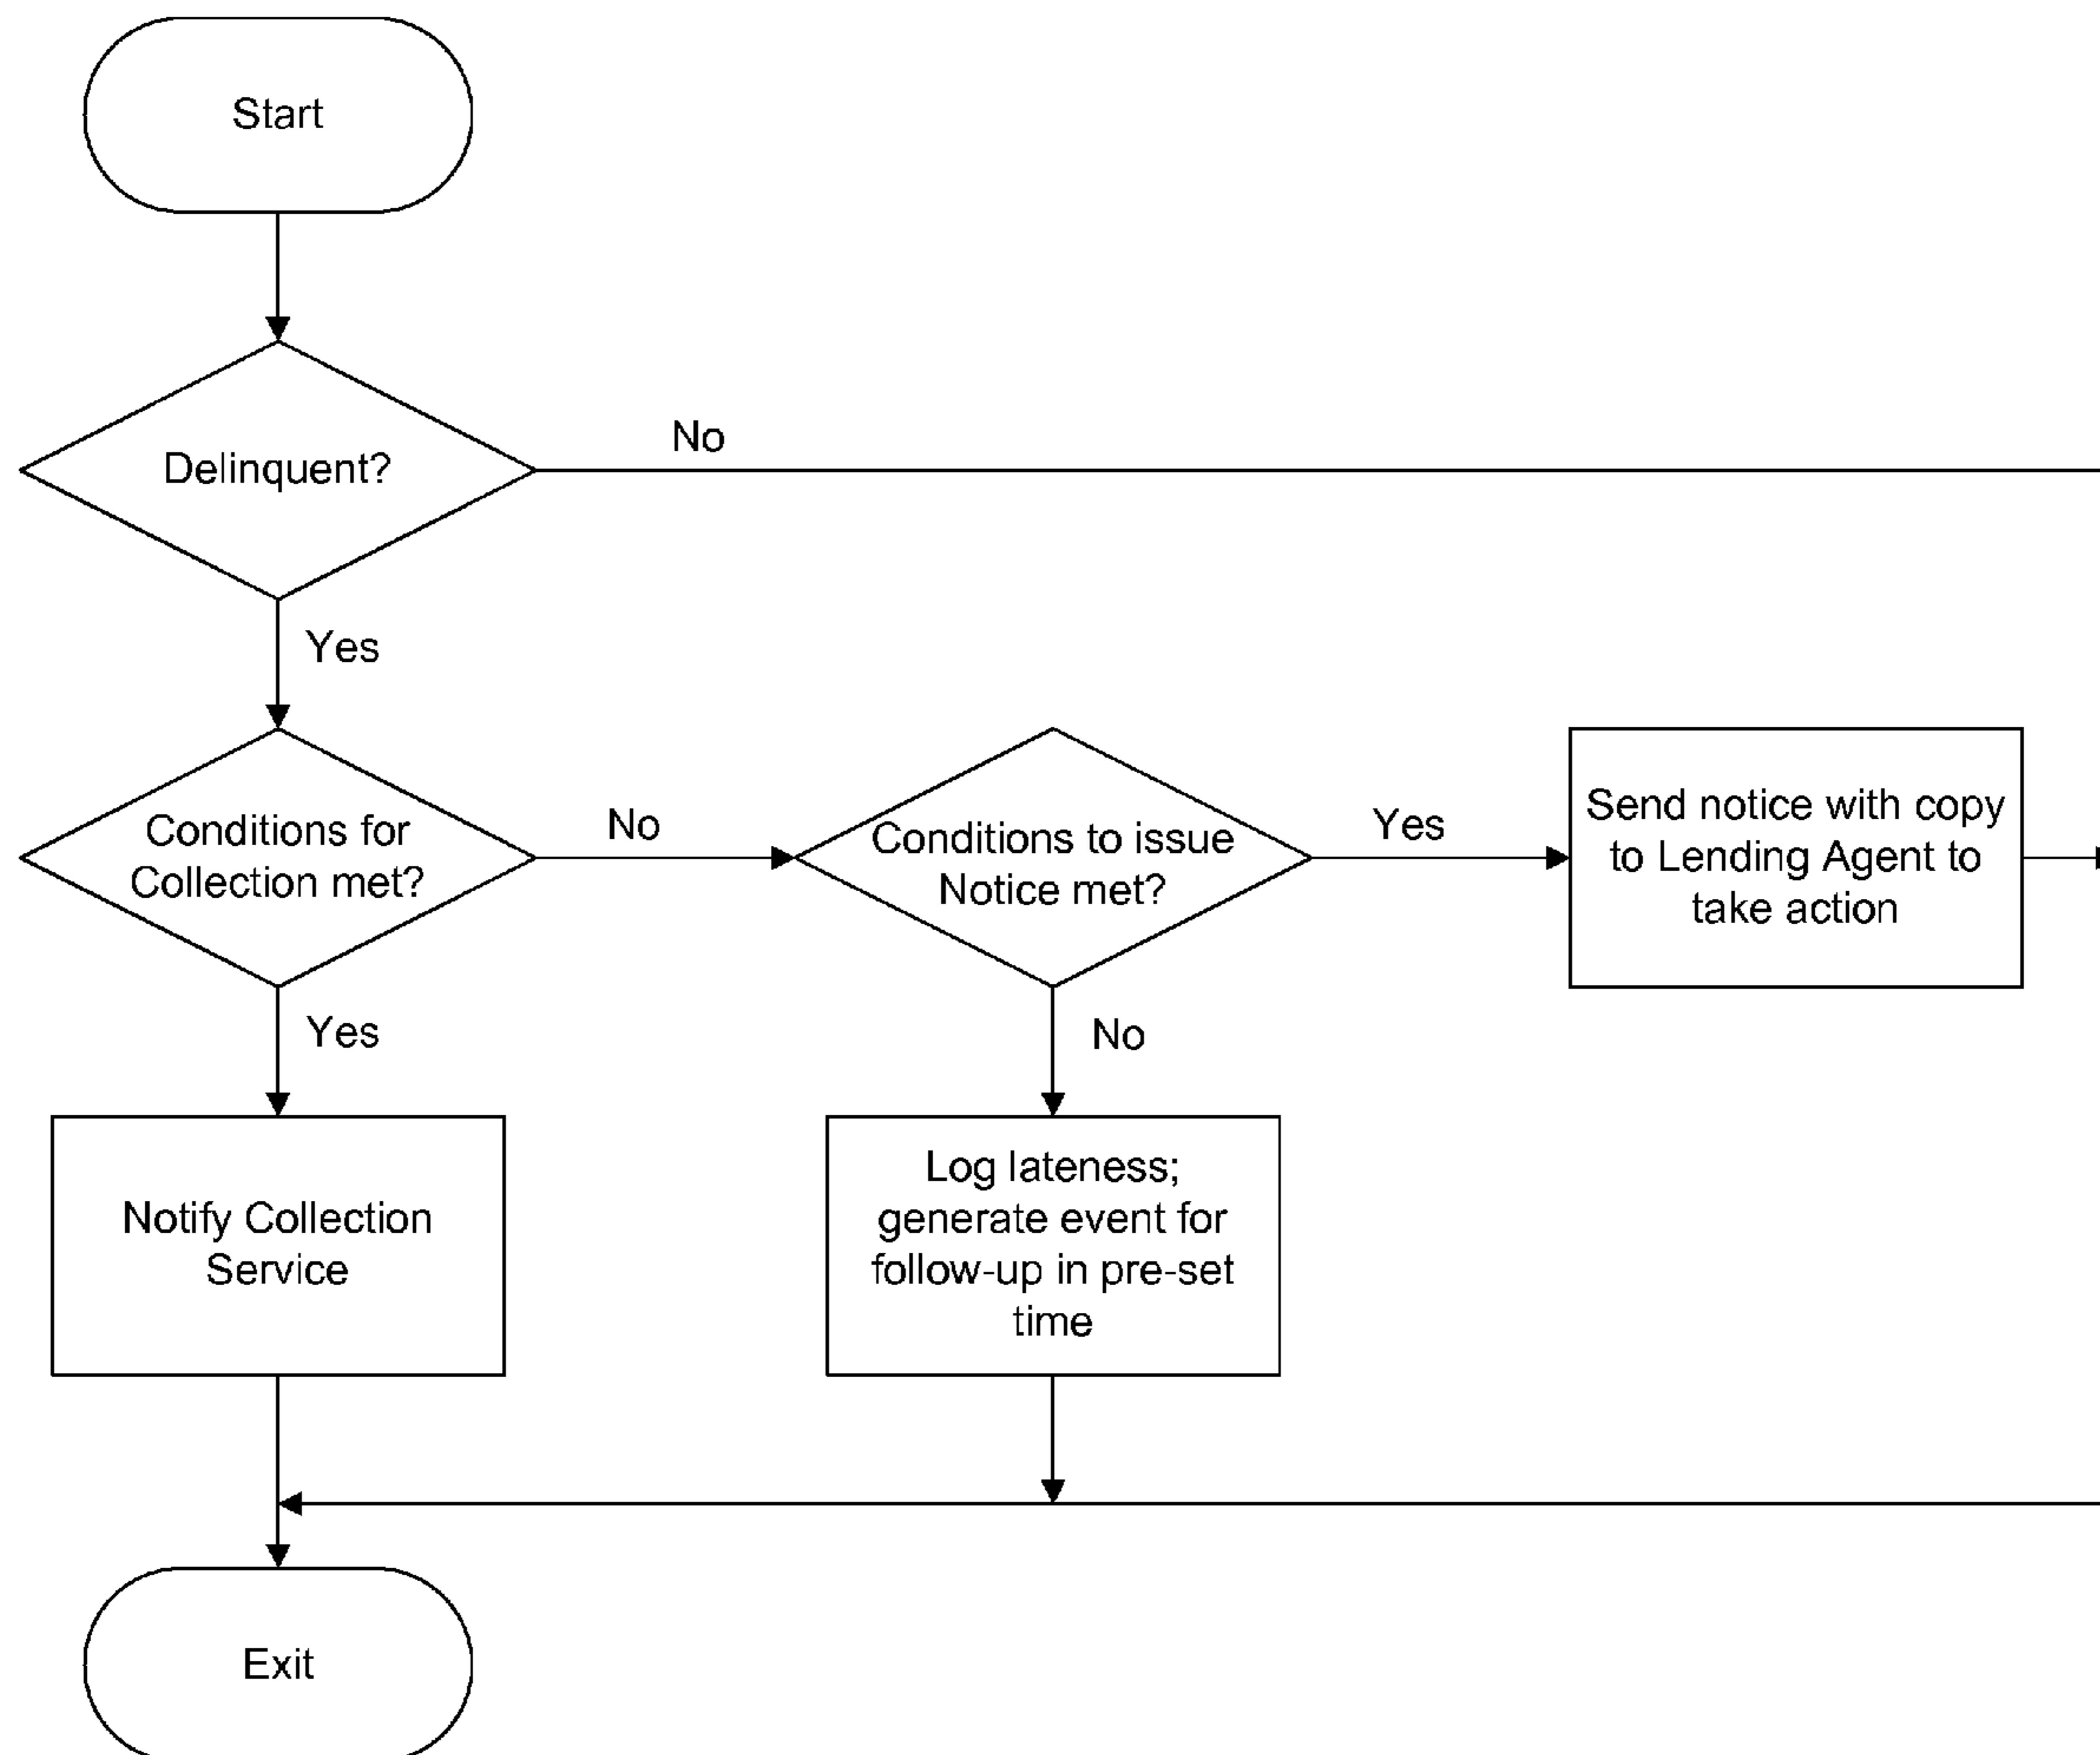 Start
Delinquent?
No
Yes
Conditions for
Collection met?
No
Conditions to issue
Notice met?
Yes
Send notice with copy
to Lending Agent to
take action
Yes
No
Notify Collection
Service
Log lateness;
generate event for
follow-up in pre-set
time
Exit